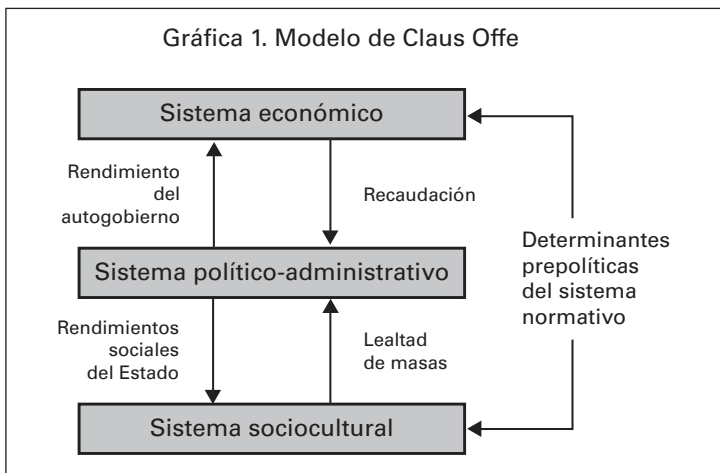 Gráfica 1. Modelo de Claus Offe
Sistema económico
Rendimiento
del
autogobierno
Recaudación
Sistema político-administrativo
Determinantes
prepolíticas
del sistema
normativo
Rendimientos
sociales
del Estado
Lealtad
de masas
Sistema sociocultural